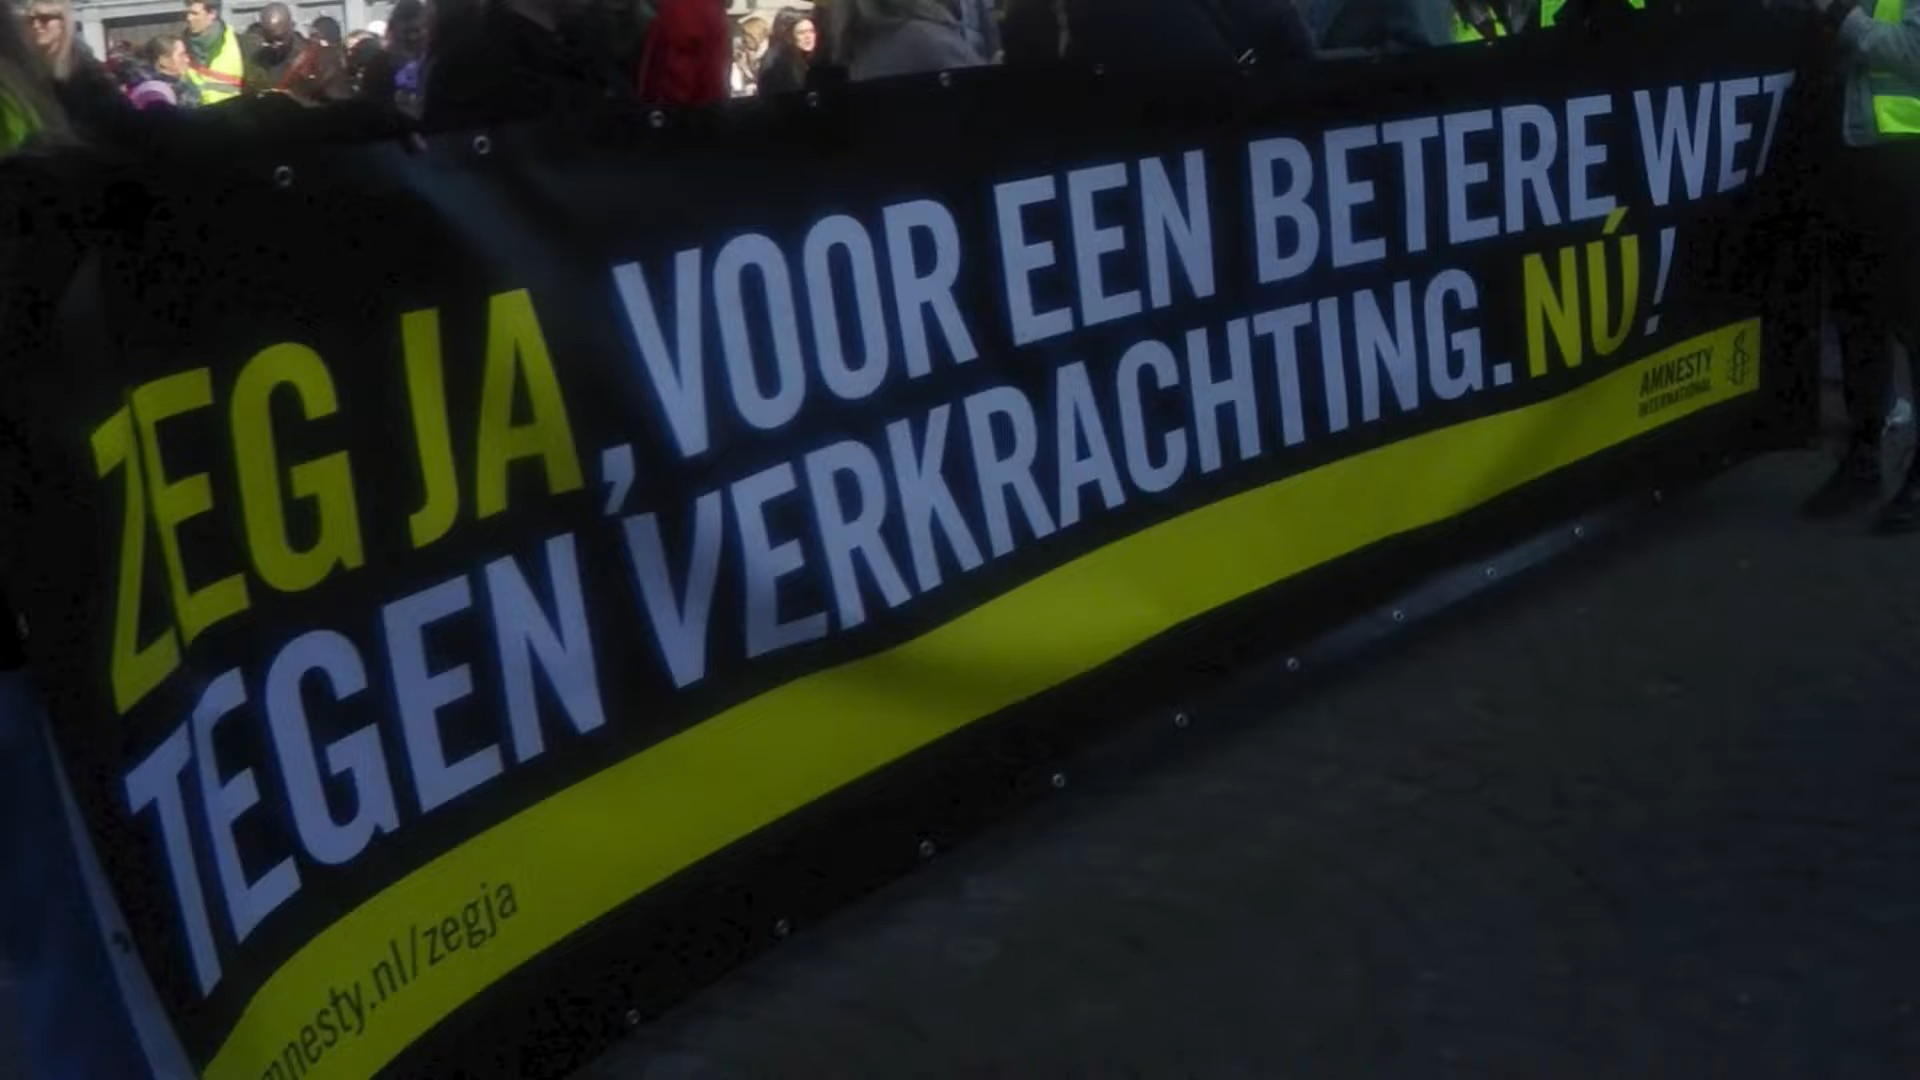 ZEG JA, VOOR EEN BETERE WET
TEGEN VERKRACHTING. NÚ!
AMNESTY
INTERNATIONAL
mnesty.nl/zegja